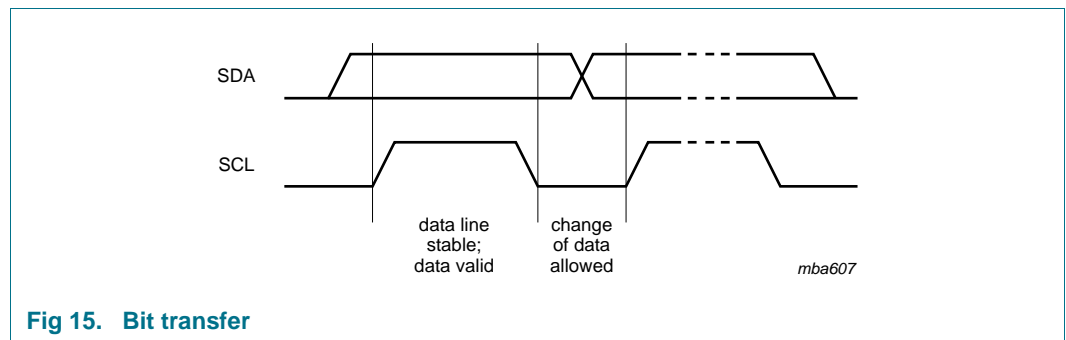 SDA
SCL
data line
stable;
data valid
change
of data
allowed
mba607
Fig 15. Bit transfer